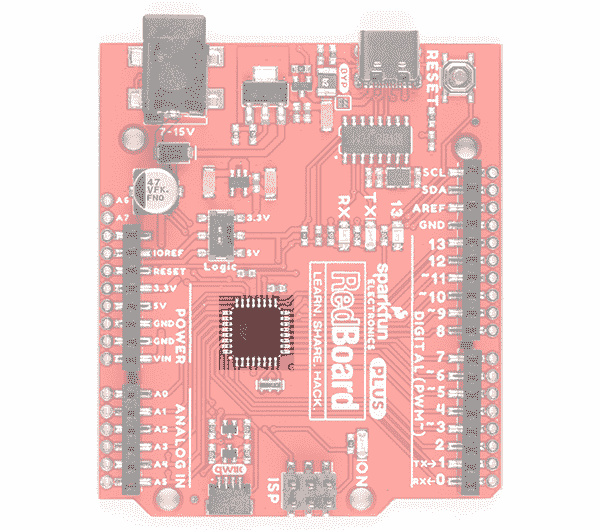 7-15V
OVP
RESET
47
VFK.
FNO
A6
A7
3.3V
5V
Logic
RX
TX
13
SCL
SDA
AREF
GND
13
12
~11
~10
~9
8
7
~6
~5
4
~3
2
TX→1
RX←0
DIGITAL (PWM ~)
IOREF
RESET
3.3V
5V
GND
GND
VIN
POWER
A0
A1
A2
A3
A4
A5
ANALOG IN
sparkfun
ELECTRONICS
RedBoard
LEARN. SHARE. HACK.
PLUS
qwiic
ISP
ON